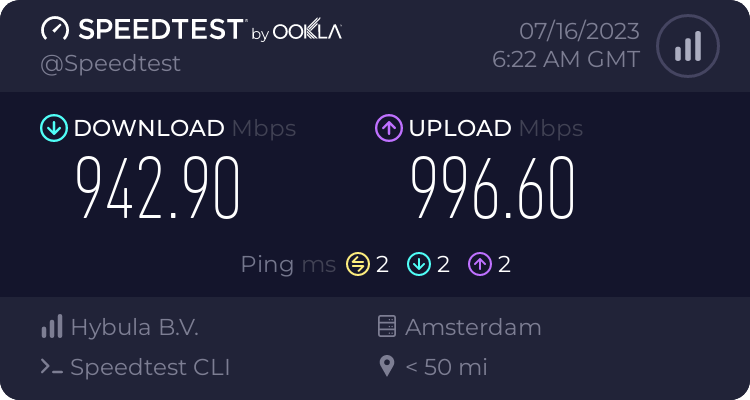 SPEEDTEST by OOKLA
@Speedtest
07/16/2023
6:22 AM GMT
DOWNLOAD Mbps
942.90
UPLOAD Mbps
996.60
Ping ms 2 2 2
Hybula B.V.
Amsterdam
Speedtest CLI
< 50 mi